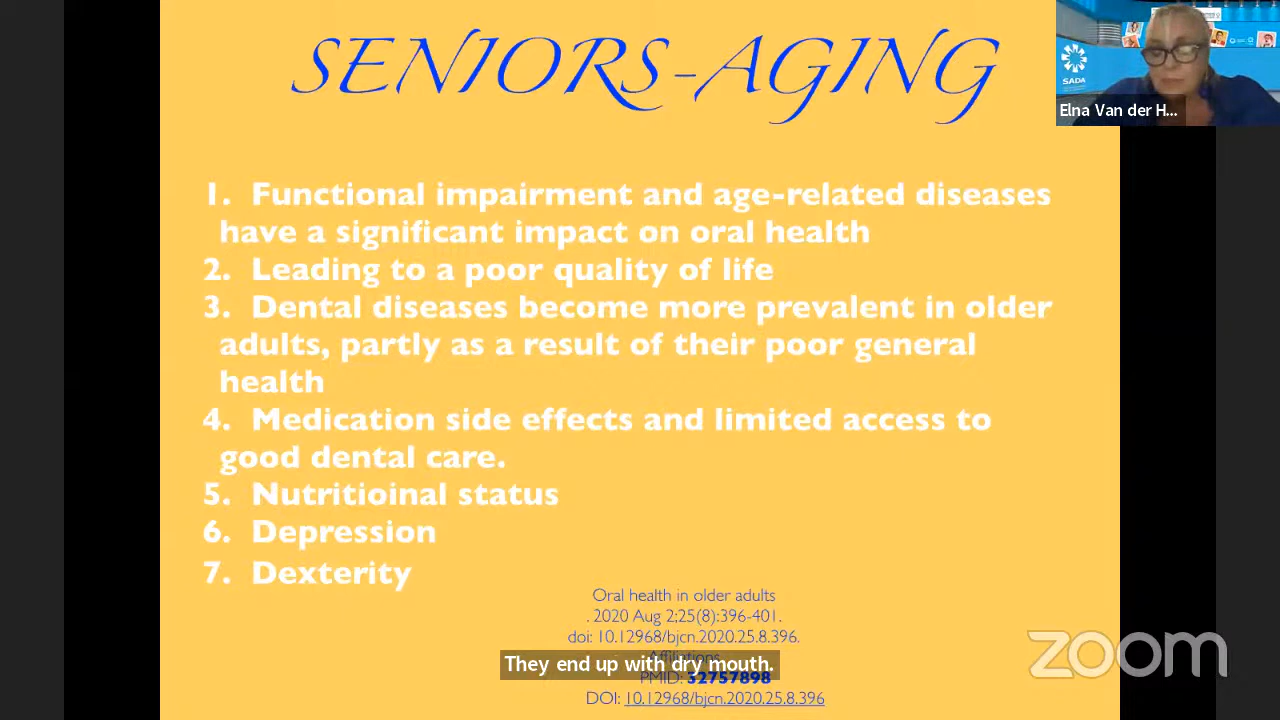 SENIORS-AGING
SADA
Elna Van der H...
1. Functional impairment and age-related diseases
have a significant impact on oral health
2. Leading to a poor quality of life
3. Dental diseases become more prevalent in older
adults, partly as a result of their poor general
health
4. Medication side effects and limited access to
good dental care.
5. Nutritioinal status
6. Depression
7. Dexterity
Oral health in older adults
. 2020 Aug 2;25(8):396-401.
doi: 10.12968/bjcn.2020.25.8.396.
Affiliations
They end up with dry mouth.
PMID: 32757898
DOI: 10.12968/bjcn.2020.25.8.396
zoom